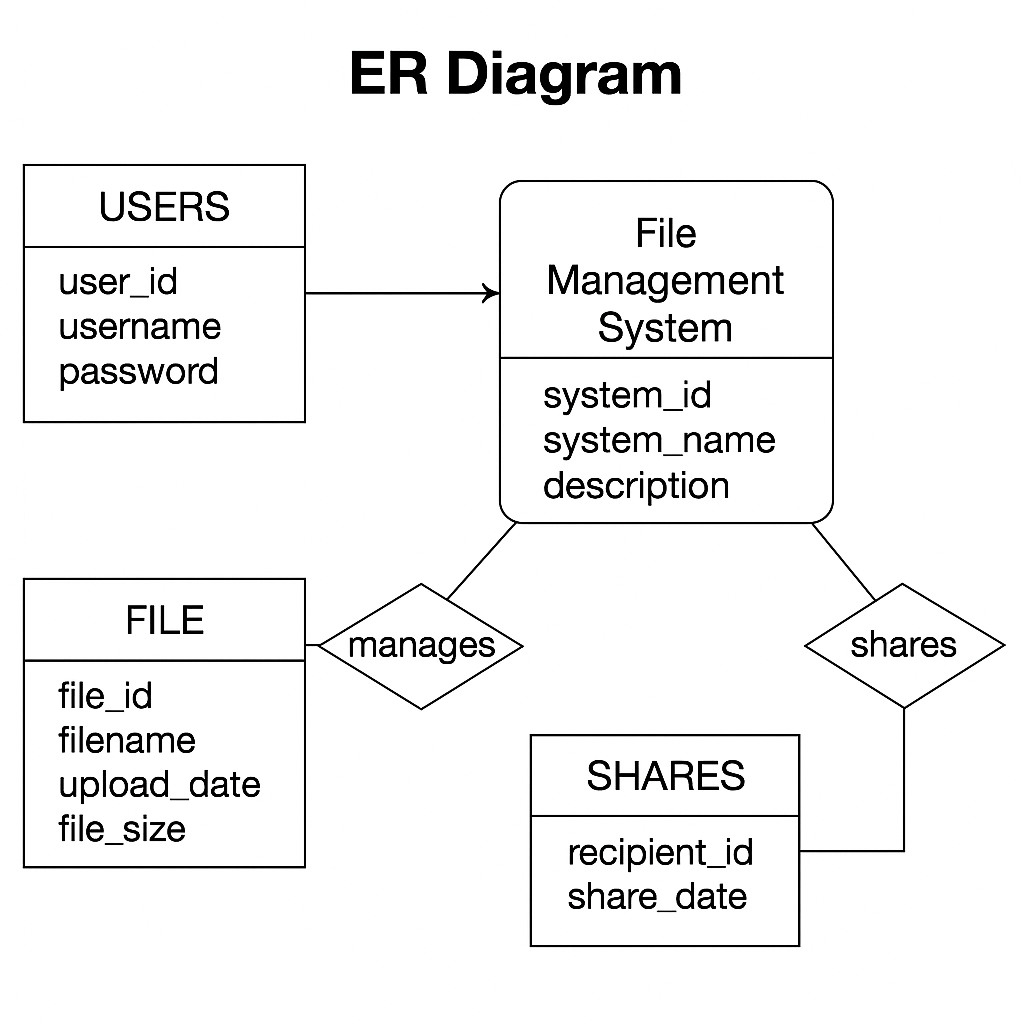 ER Diagram
USERS
user_id
username
password
File
Management
System
system_id
system_name
description
FILE
file_id
filename
upload_date
file_size
manages
shares
SHARES
recipient_id
share_date